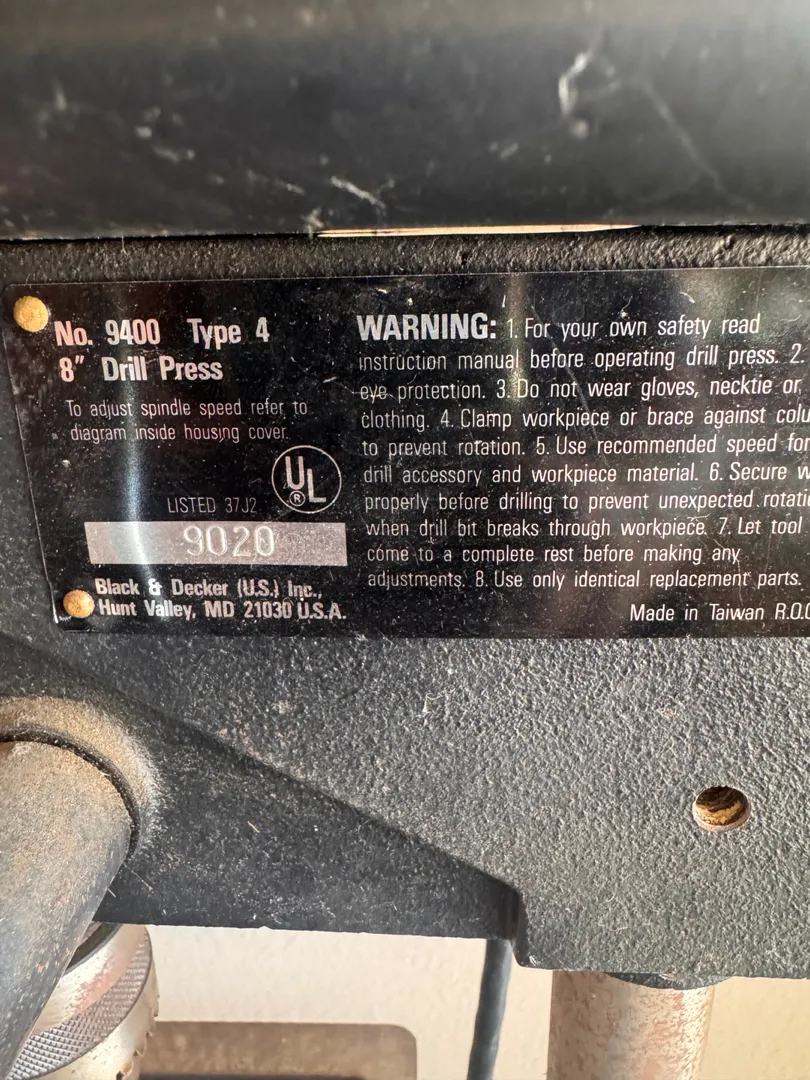 No. 9400 Type 4
8" Drill Press
To adjust spindle speed refer to
diagram inside housing cover.
UL
®
LISTED 37J2
9020
Black & Decker (U.S.) Inc.,
Hunt Valley, MD 21030 U.S.A.
WARNING: 1. For your own safety read
instruction manual before operating drill press. 2.
eye protection. 3. Do not wear gloves, necktie or
clothing. 4. Clamp workpiece or brace against
to prevent rotation. 5. Use recommended speed for
drill accessory and workpiece material. 6. Secure
properly before drilling to prevent unexpected
when drill bit breaks through workpiece. 7. Let tool
come to a complete rest before making any
adjustments. 8. Use only identical replacement parts.
Made in Taiwan R.O.